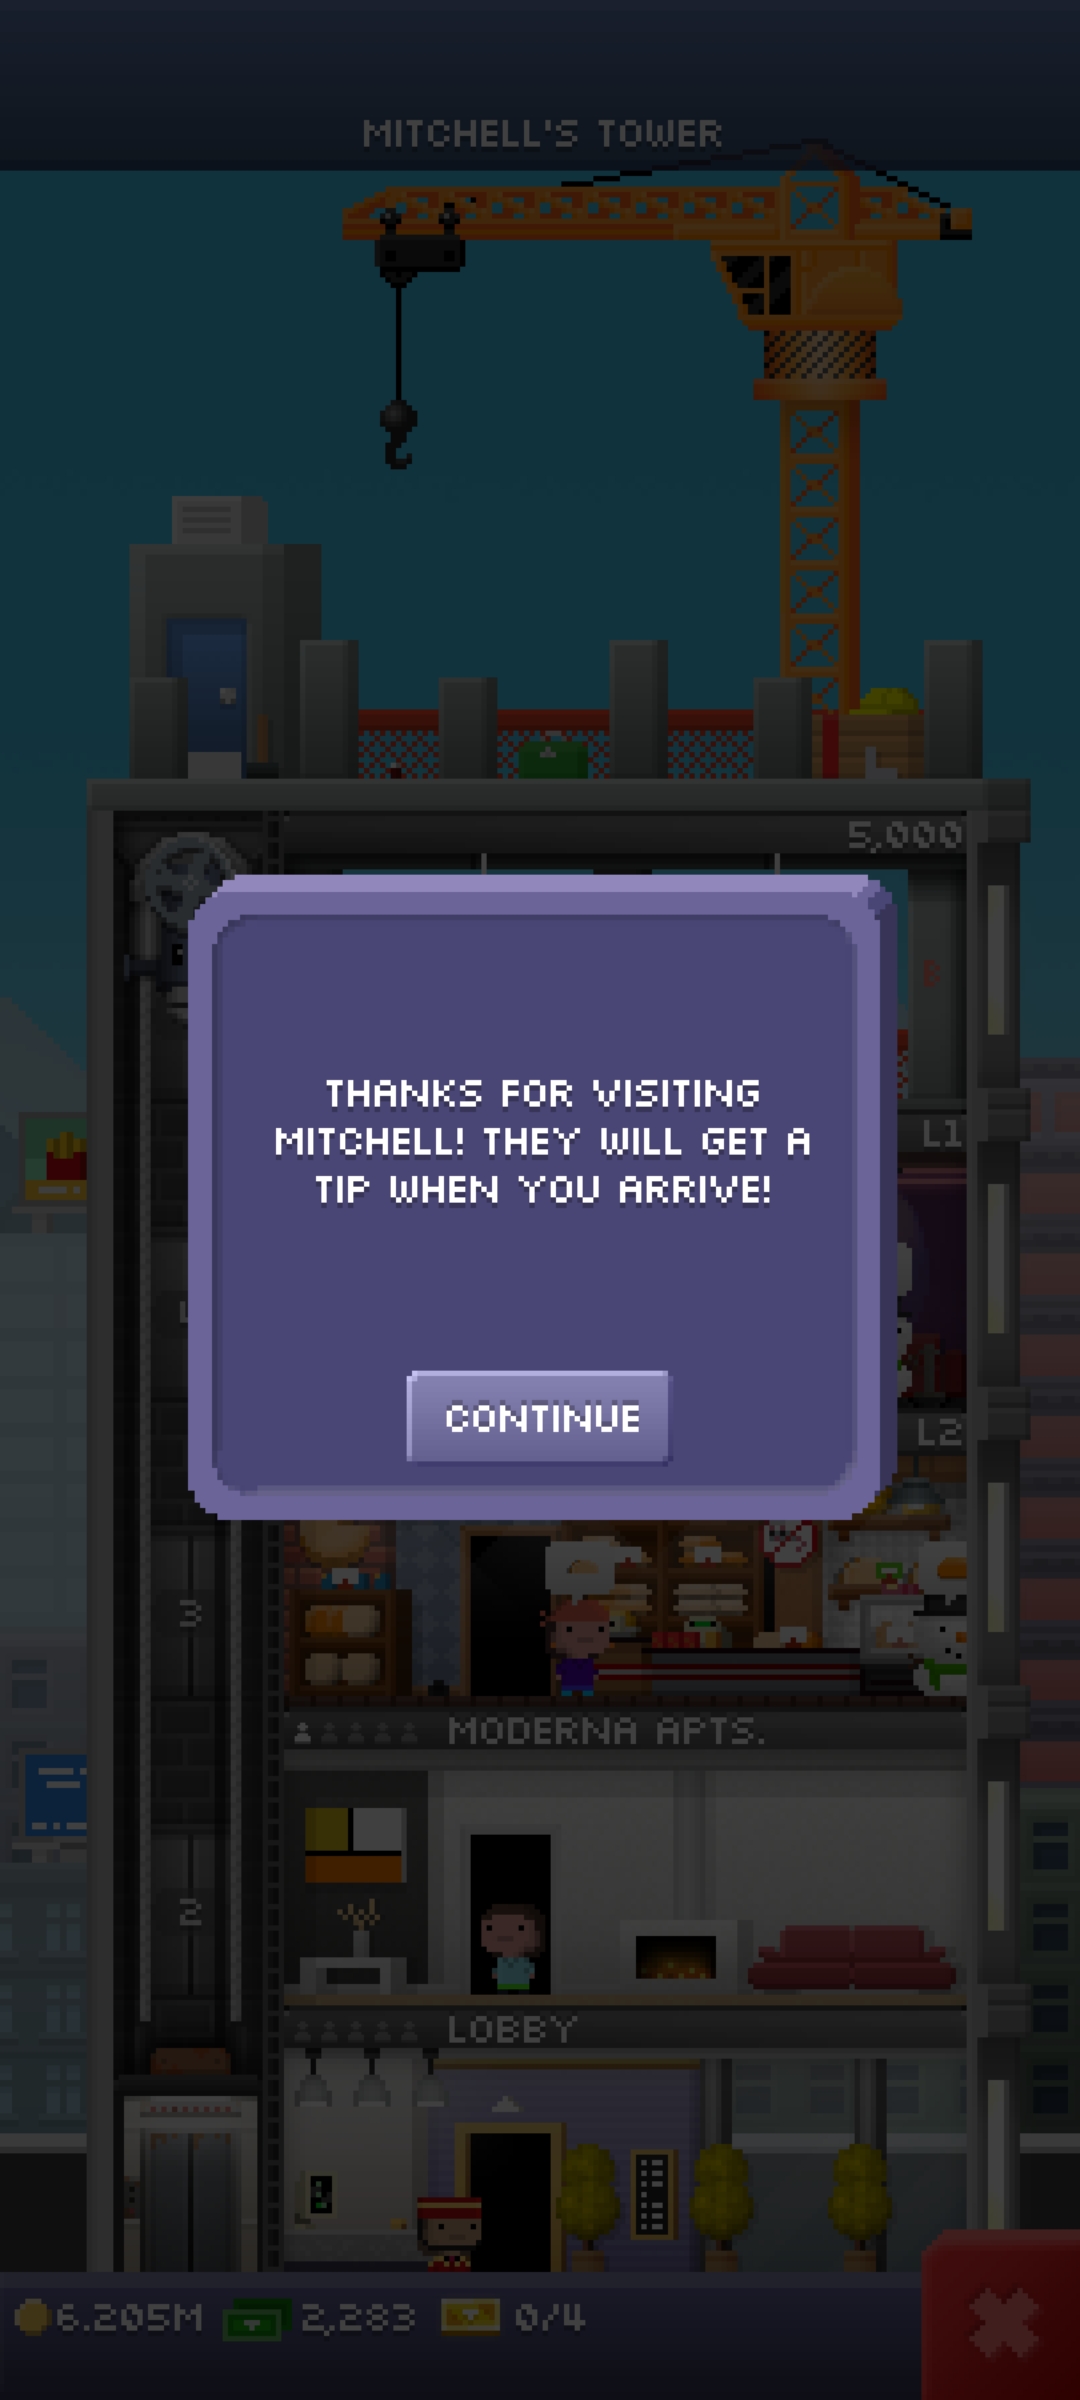 MITCHELL'S TOWER
5,000
L1
THANKS FOR VISITING
MITCHELL! THEY WILL GET A
TIP WHEN YOU ARRIVE!
CONTINUE
L2
3
MODERNA APTS.
2
LOBBY
6.205M 2,283 0/4